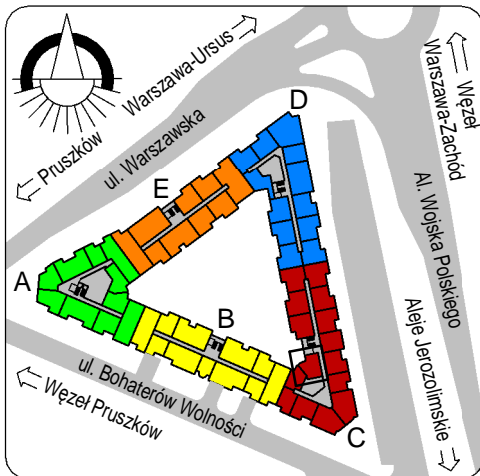 Warszawa-Ursus
Pruszków
ul. Warszawska
Węzeł
Warszawa-Zachód
Al. Wojska Polskiego
Aleje Jerozolimskie
D
E
A
B
C
ul. Bohaterów Wolności
Węzeł Pruszków